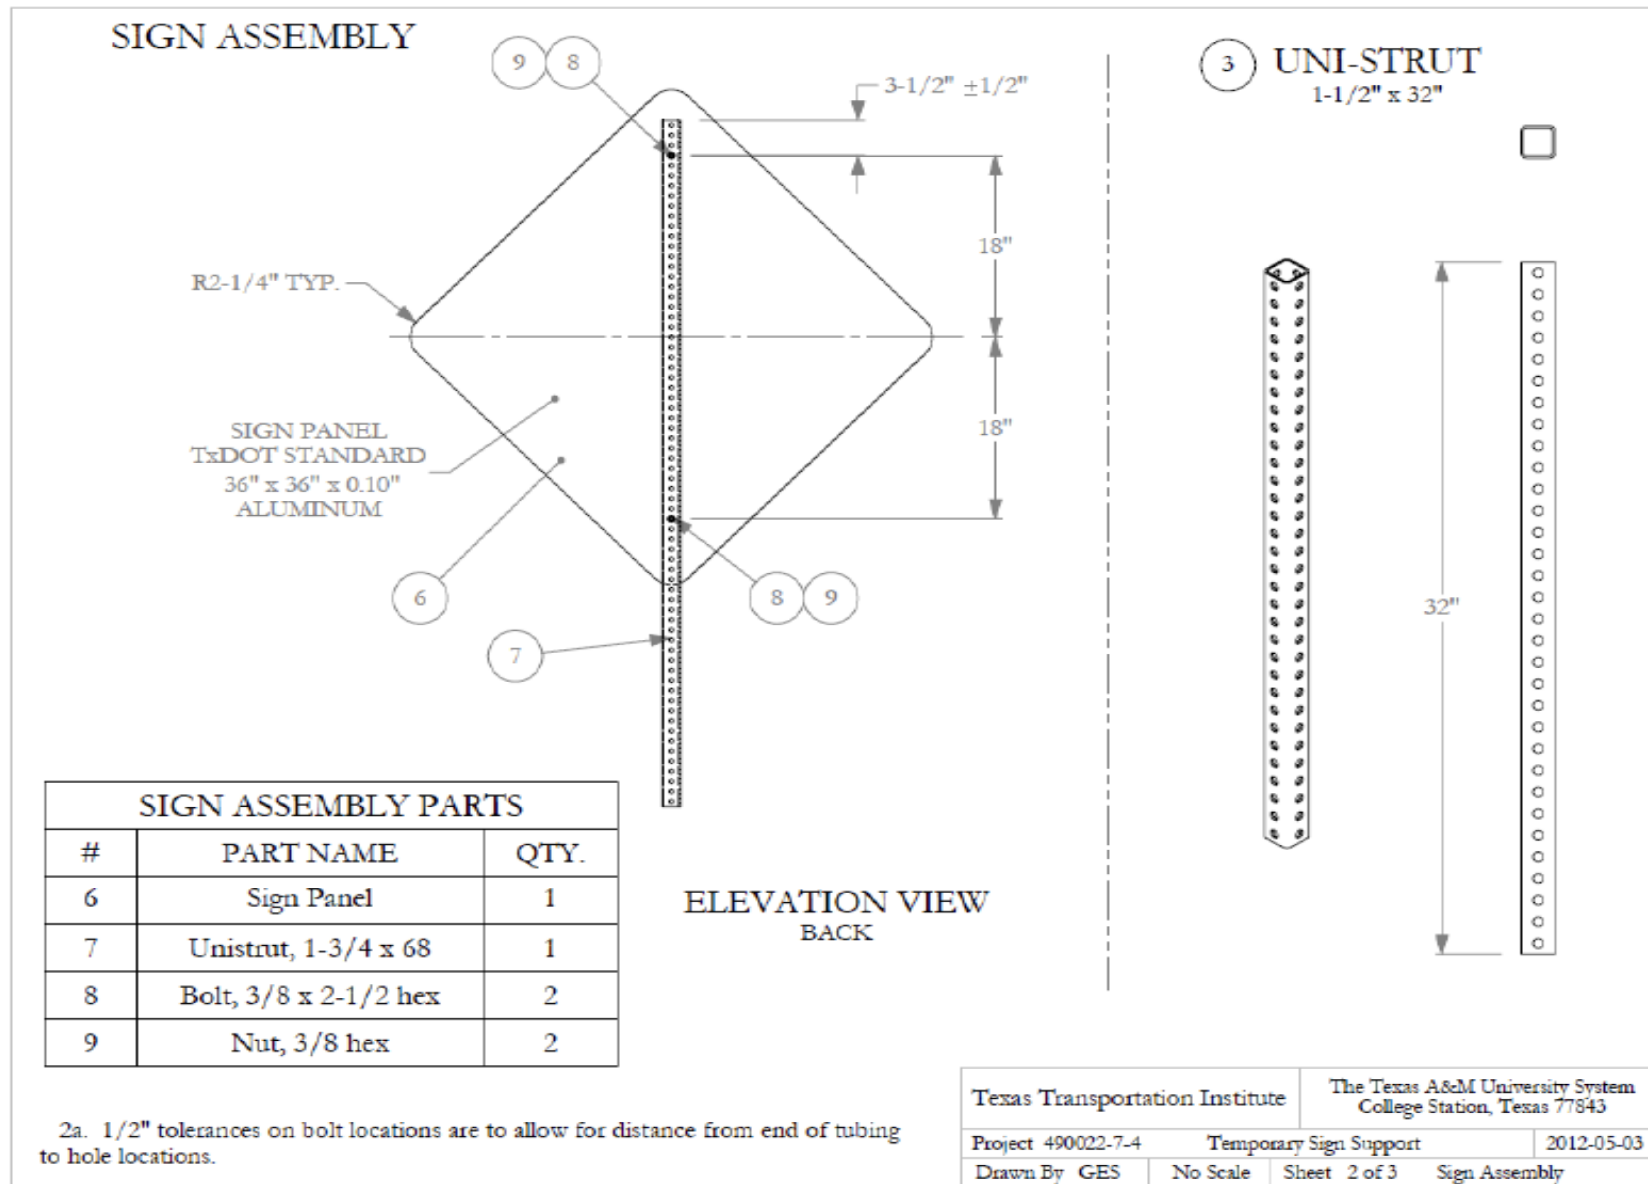 SIGN ASSEMBLY
9
8
3-1/2" ±1/2"
18"
R2-1/4" TYP.
18"
SIGN PANEL
TxDOT STANDARD
36" x 36" x 0.10"
ALUMINUM
6
8
9
7
3
UNI-STRUT
1-1/2" x 32"
32"
SIGN ASSEMBLY PARTS
# PART NAME QTY.
6 Sign Panel 1
7 Unistrut, 1-3/4 x 68 1
8 Bolt, 3/8 x 2-1/2 hex 2
9 Nut, 3/8 hex 2
ELEVATION VIEW
BACK
2a. 1/2" tolerances on bolt locations are to allow for distance from end of tubing
to hole locations.
Texas Transportation Institute
The Texas A&M University System
College Station, Texas 77843
Project 490022-7-4 Temporary Sign Support 2012-05-03
Drawn By GES No Scale Sheet 2 of 3 Sign Assembly